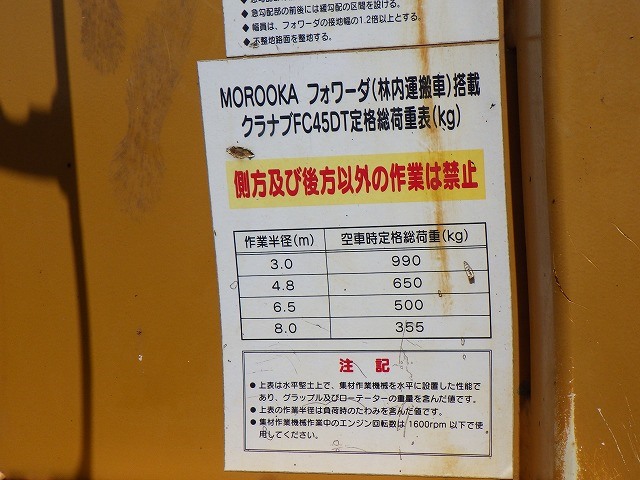 ◆急勾配部の前後には緩勾配の区間を設ける。
◆幅員は、フォワーダの接地幅の1.2倍以上とする。
◆不整地路面を整地する。
MOROOKA フォワーダ(林内運搬車)搭載
クラナブFC45DT定格総荷重表(kg)
側方及び後方以外の作業は禁止
作業半径(m) 空車時定格総荷重(kg)
3.0 990
4.8 650
6.5 500
8.0 355
注 記
●上表は水平堅土上で、集材作業機械を水平に設置した性能で
あり、グラップル及びローテーターの重量を含んだ値です。
●上表の作業半径は負荷時のたわみを含んだ値です。
●集材作業機械作業中のエンジン回転数は1600rpm以下で使
用してください。